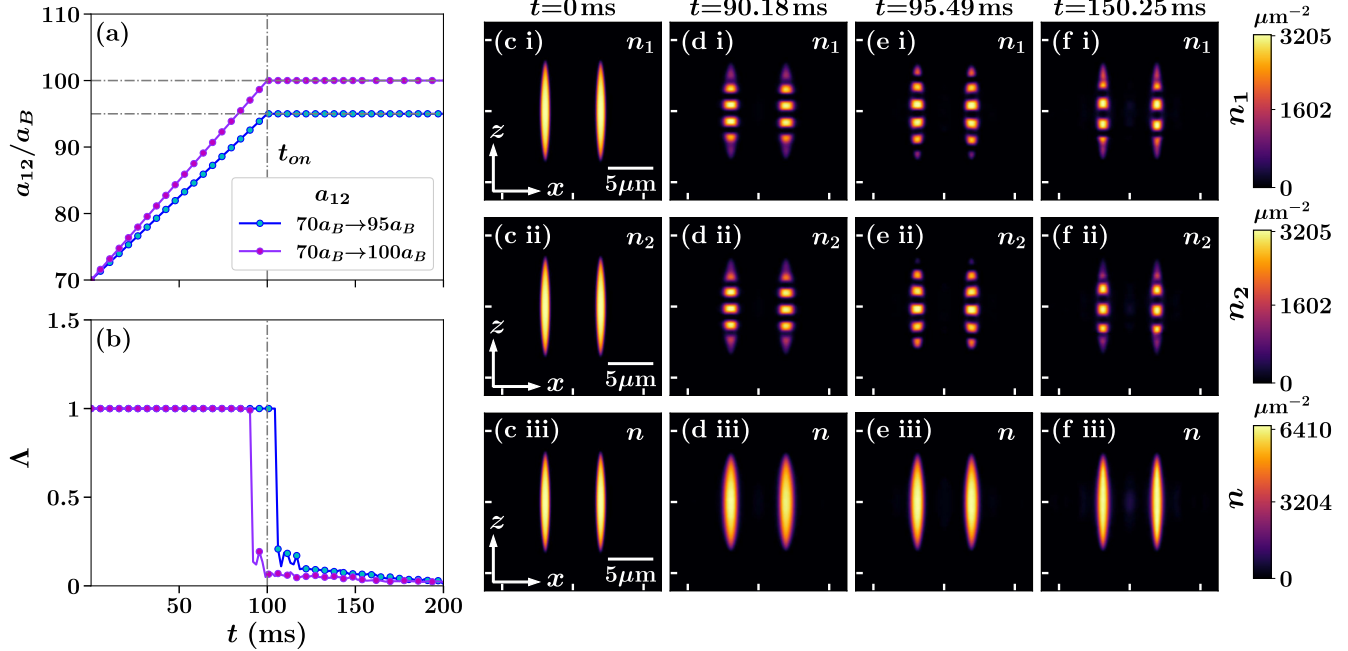 (a)
110
100
90
80
70
a12/aB
ton
a12
70aB→95aB
70aB→100aB
(b)
1.5
1
0.5
0
Λ
50
100
150
200
t (ms)
t=0 ms
t=90.18 ms
t=95.49 ms
t=150.25 ms
(c i)
n1
(d i)
n1
(e i)
n1
(f i)
n1
z
x
5μm
μm−2
3205
1602
0
n1
(c ii)
n2
(d ii)
n2
(e ii)
n2
(f ii)
n2
z
x
5μm
μm−2
3205
1602
0
n2
(c iii)
n
(d iii)
n
(e iii)
n
(f iii)
n
z
x
5μm
μm−2
6410
3204
0
n